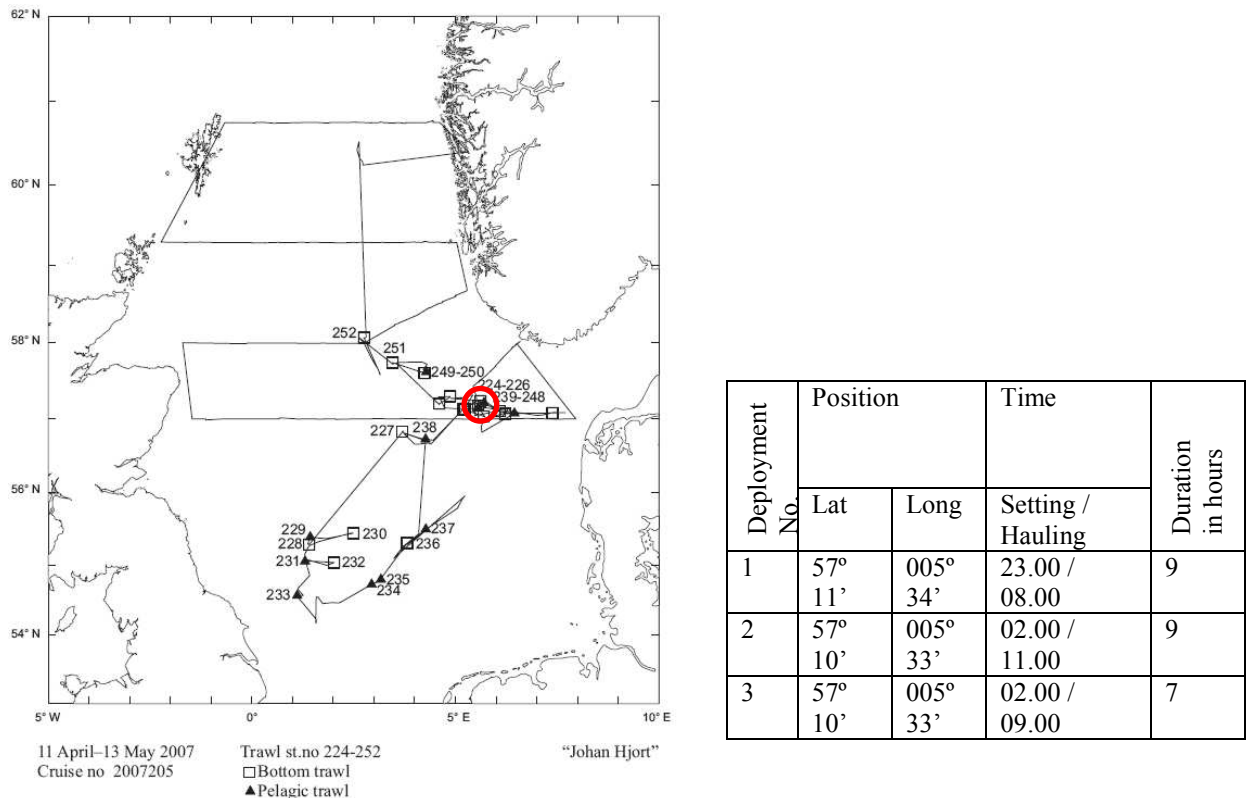 62° N
60° N
58° N
56° N
54° N
252
251
249-250
224-226
239-248
227
238
229
228
230
231
232
233
237
236
235
234
5° W
0°
5° E
10° E
11 April–13 May 2007
Cruise no 2007205
Trawl st.no 224-252
Bottom trawl
Pelagic trawl
“Johan Hjort”
Deployment
No.
Position
Time
Duration
in hours
Lat
Long
Setting /
Hauling
1
57º
11’
005º
34’
23.00 /
08.00
9
2
57º
10’
005º
33’
02.00 /
11.00
9
3
57º
10’
005º
33’
02.00 /
09.00
7